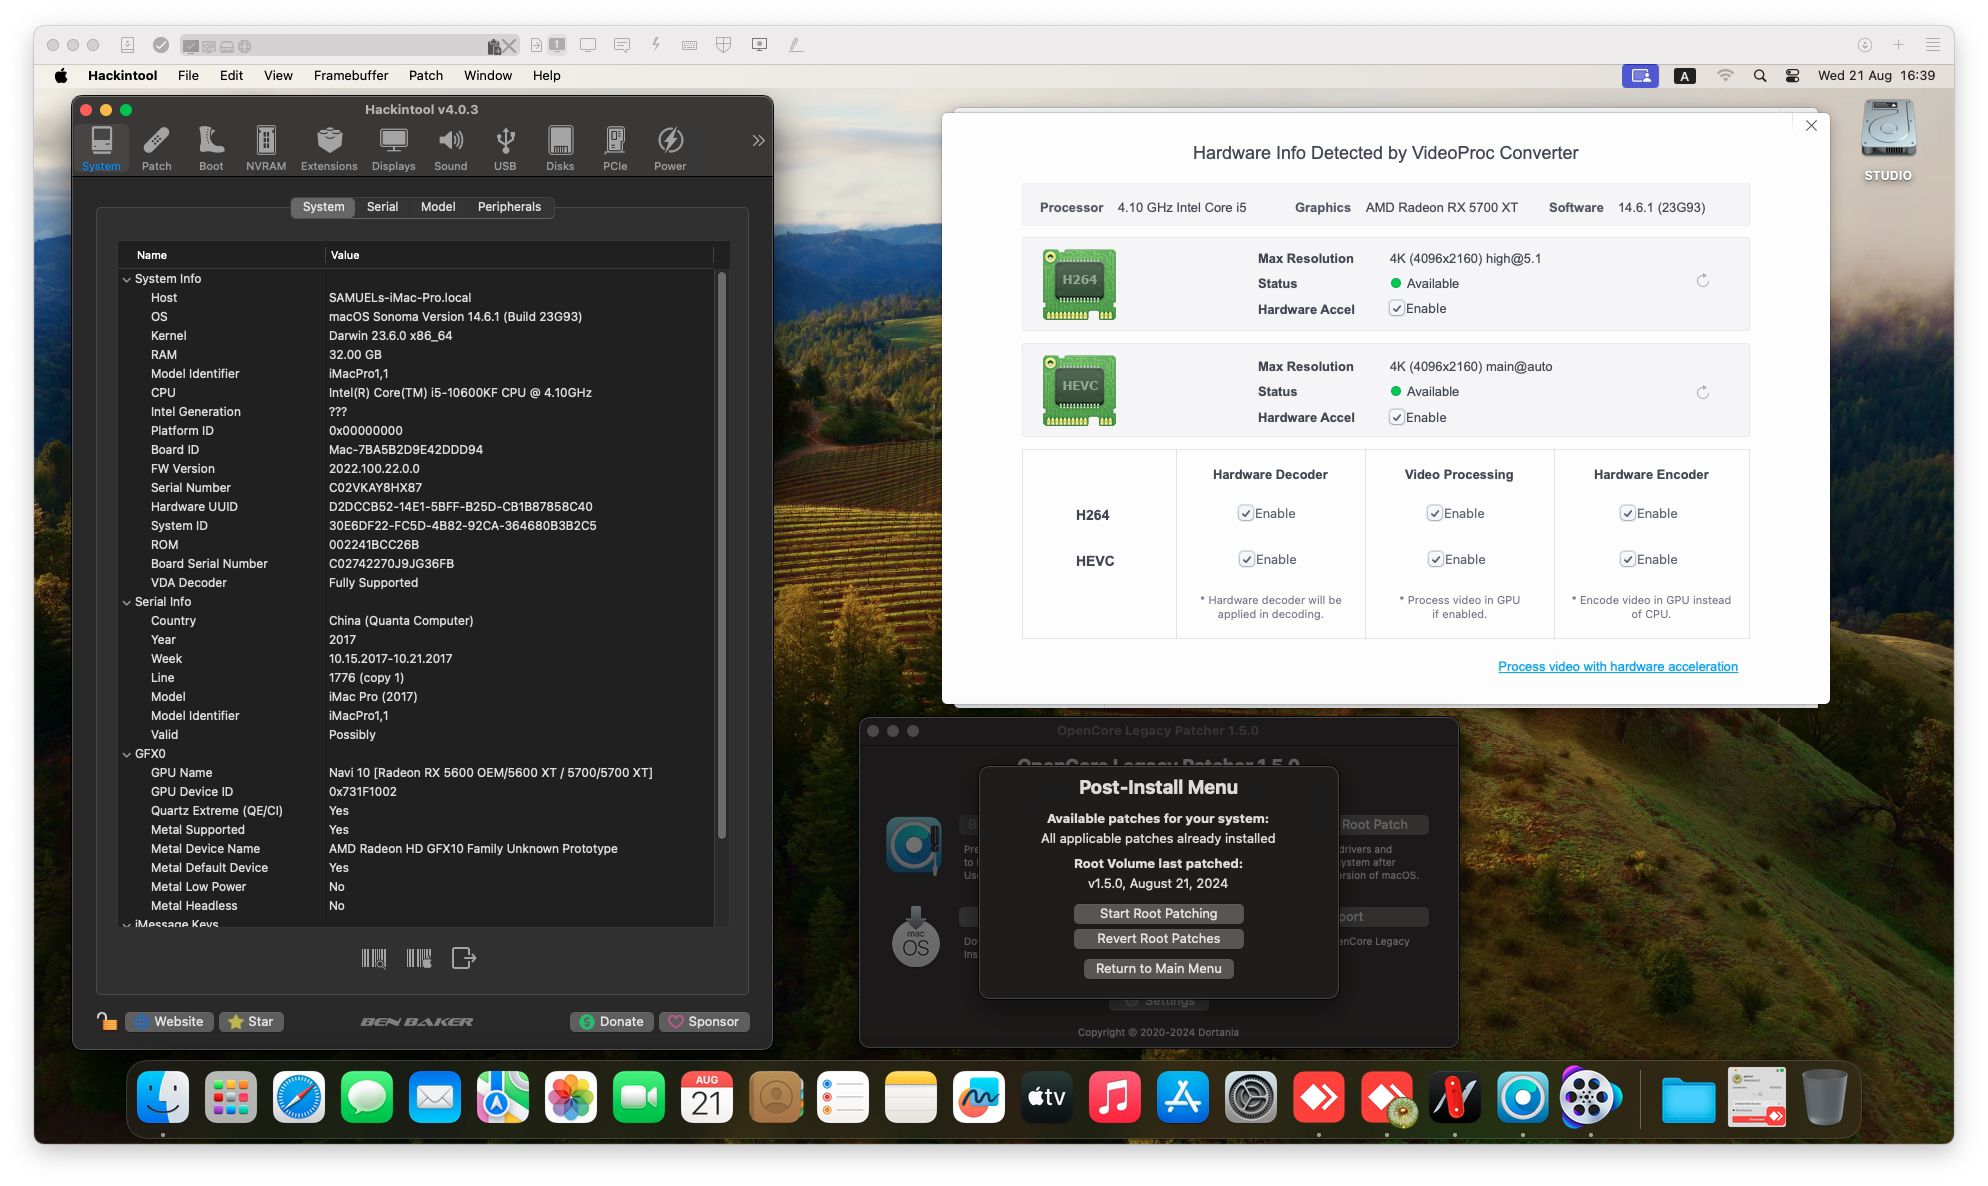 1
Hackintool File Edit View Framebuffer Patch Window Help
A Wed 21 Aug 16:39
STUDIO
Hackintool v4.0.3
System Patch Boot NVRAM Extensions Displays Sound USB Disks PCIe Power
System Serial Model Peripherals
Name Value
System Info
Host SAMUELs-iMac-Pro.local
OS macOS Sonoma Version 14.6.1 (Build 23G93)
Kernel Darwin 23.6.0 x86_64
RAM 32.00 GB
Model Identifier iMacPro1,1
CPU Intel(R) Core(TM) i5-10600KF CPU @ 4.10GHz
Intel Generation ???
Platform ID 0x00000000
Board ID Mac-7BA5B2D9E42DDD94
FW Version 2022.100.22.0.0
Serial Number C02VKAY8HX87
Hardware UUID D2DCCB52-14E1-5BFF-B25D-CB1B87858C40
System ID 30E6DF22-FC5D-4B82-92CA-364680B3B2C5
ROM 002241BCC26B
Board Serial Number C02742270J9JG36FB
VDA Decoder Fully Supported
Serial Info
Country China (Quanta Computer)
Year 2017
Week 10.15.2017-10.21.2017
Line 1776 (copy 1)
Model iMac Pro (2017)
Model Identifier iMacPro1,1
Valid Possibly
GFX0
GPU Name Navi 10 [Radeon RX 5600 OEM/5600 XT / 5700/5700 XT]
GPU Device ID 0x731F1002
Quartz Extreme (QE/CI) Yes
Metal Supported Yes
Metal Device Name AMD Radeon HD GFX10 Family Unknown Prototype
Metal Default Device Yes
Metal Low Power No
Metal Headless No
iMessage Keys
Website Star BEN BAKER Donate Sponsor
Hardware Info Detected by VideoProc Converter
Processor 4.10 GHz Intel Core i5 Graphics AMD Radeon RX 5700 XT Software 14.6.1 (23G93)
H264
Max Resolution 4K (4096x2160) high@5.1
Status Available
Hardware Accel Enable
HEVC
Max Resolution 4K (4096x2160) main@auto
Status Available
Hardware Accel Enable
Hardware Decoder Video Processing Hardware Encoder
H264 Enable Enable Enable
HEVC Enable Enable Enable
* Hardware decoder will be applied in decoding.
* Process video in GPU if enabled.
* Encode video in GPU instead of CPU.
Process video with hardware acceleration
OpenCore Legacy Patcher 1.5.0
OpenCore Legacy Patcher 1.5.0
Post-Install Menu
Available patches for your system:
All applicable patches already installed
Root Volume last patched:
v1.5.0, August 21, 2024
Start Root Patching
Revert Root Patches
Return to Main Menu
Root Patch
drivers and
system after
version of macOS.
mac
OS
Settings
Copyright © 2020-2024 Dortania
AUG
21
tv